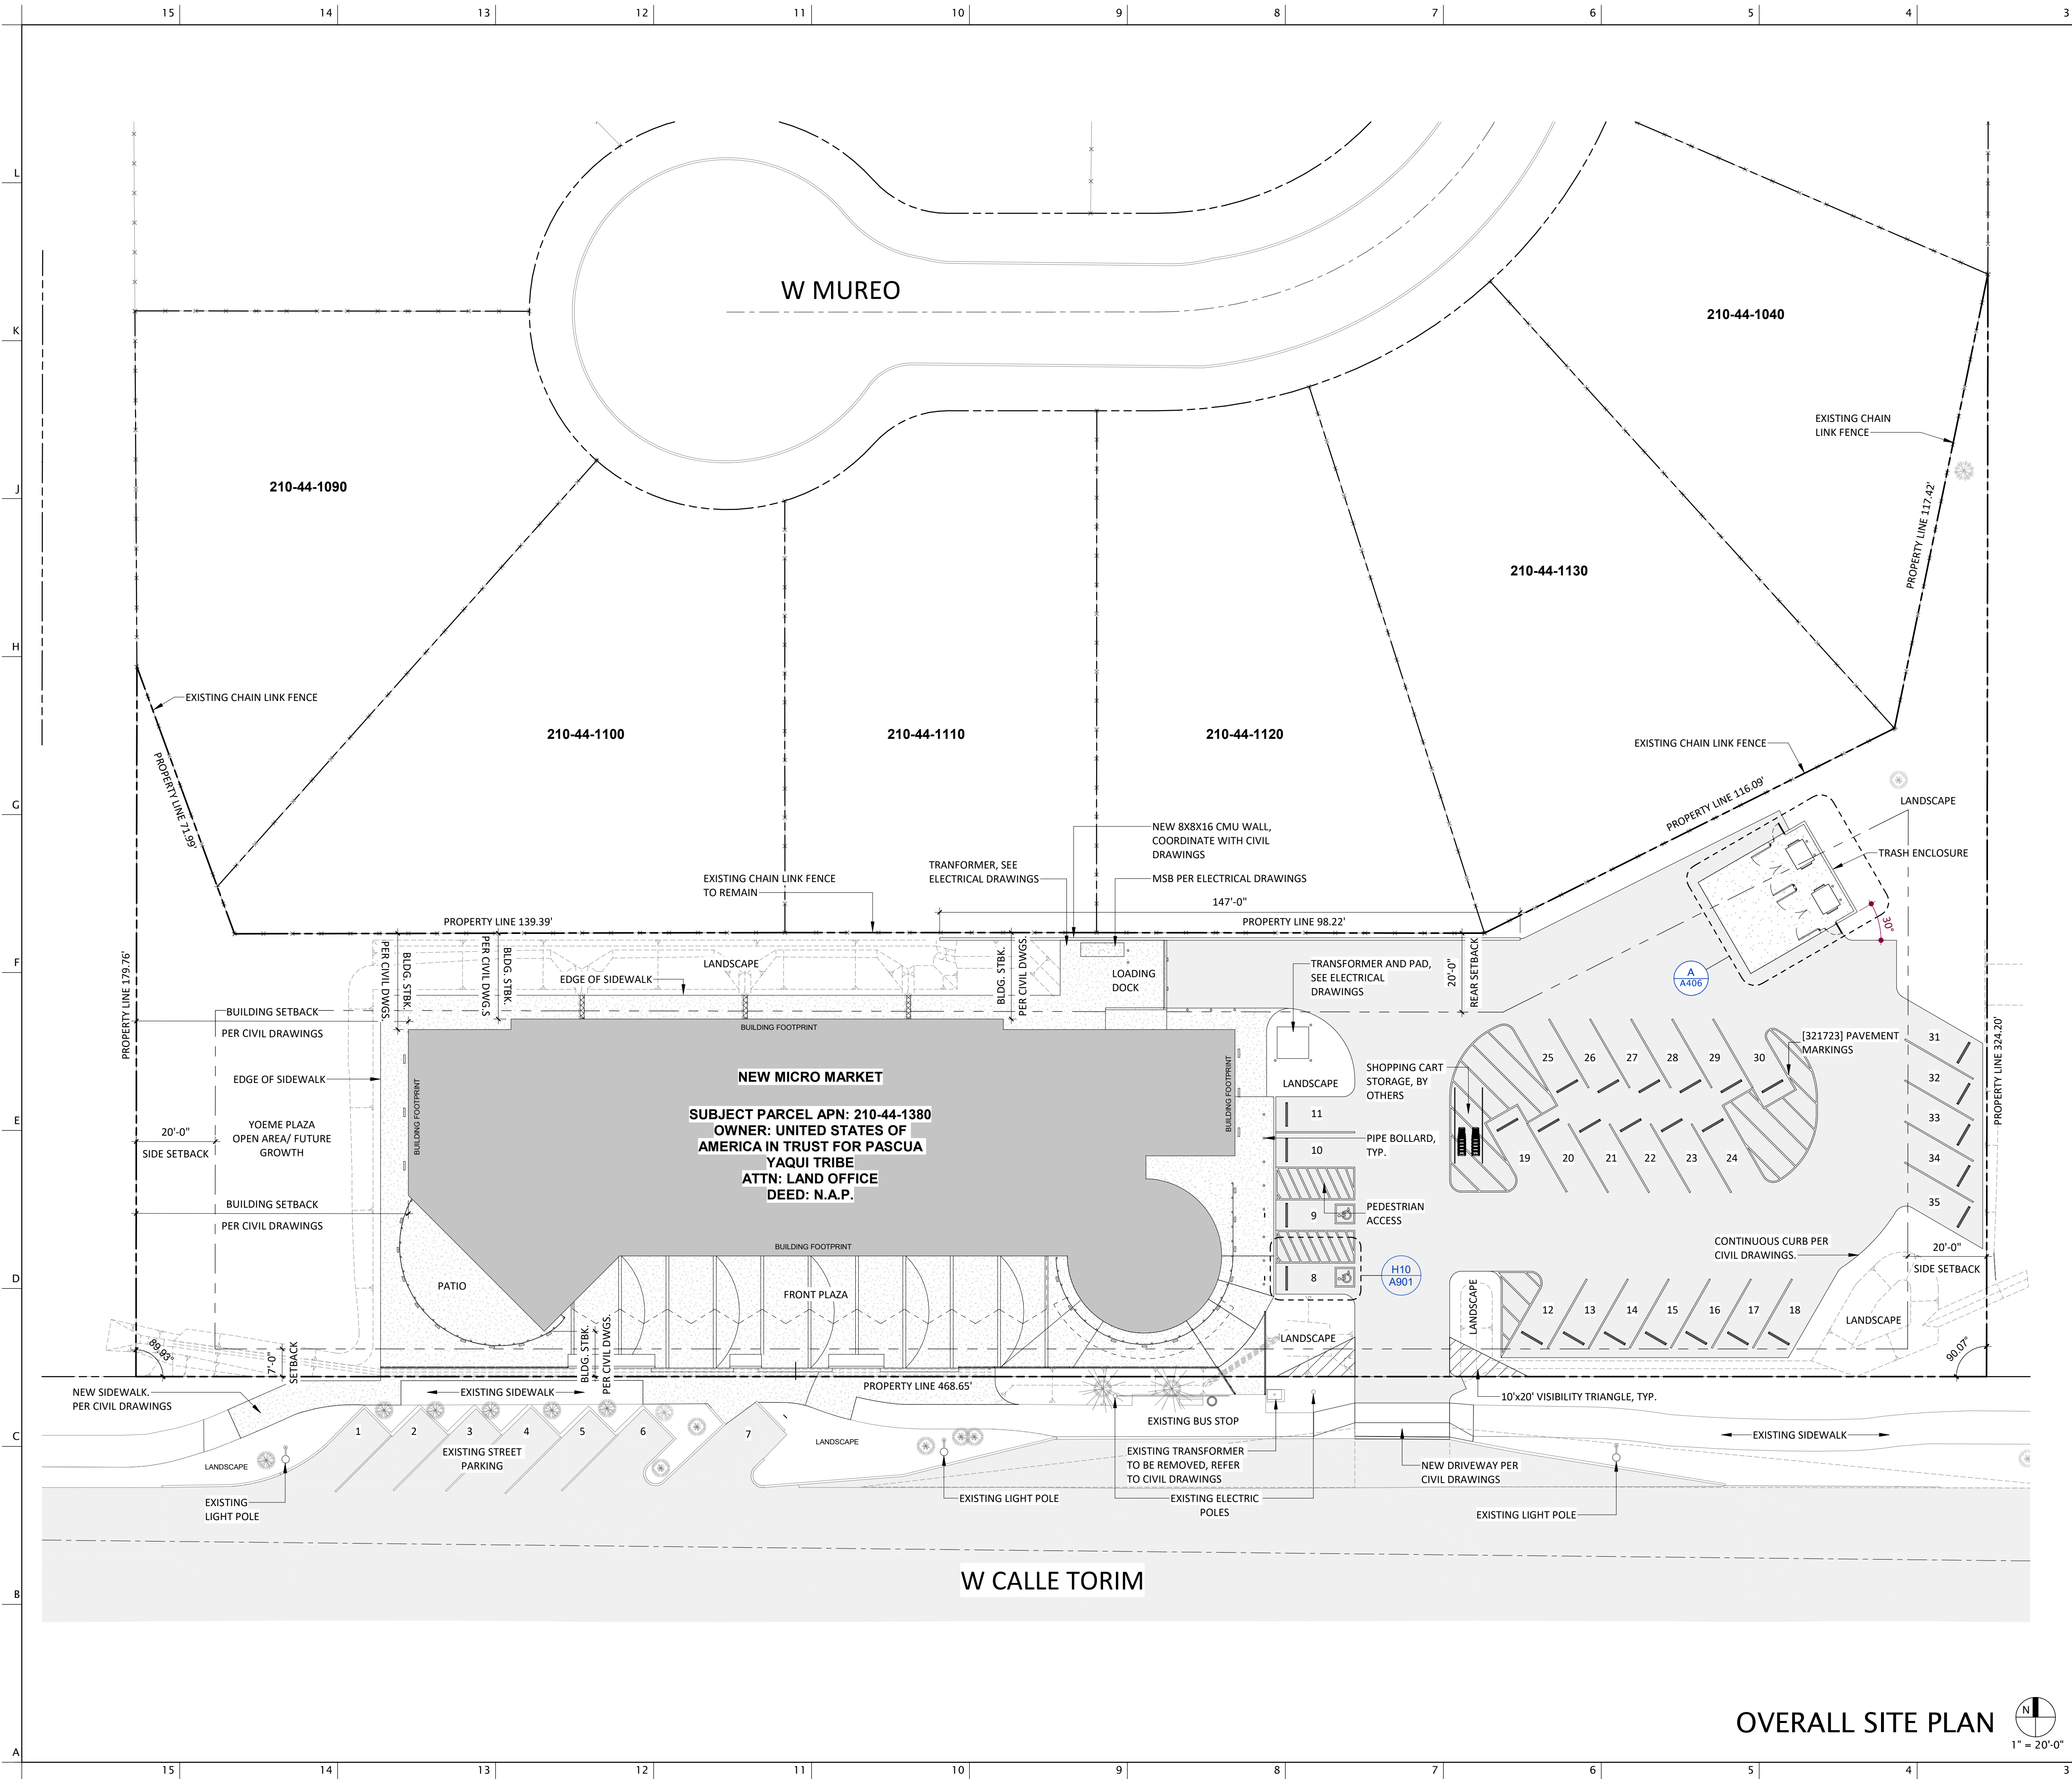 15 14 13 12 11 10 9 8 7 6 5 4 3
L
K
J
H
G
F
E
D
C
B
A
W MUREO
210-44-1040
EXISTING CHAIN
LINK FENCE
PROPERTY LINE 117.42'
210-44-1090
210-44-1130
EXISTING CHAIN LINK FENCE
210-44-1100
210-44-1110
210-44-1120
EXISTING CHAIN LINK FENCE
PROPERTY LINE 71.99'
PROPERTY LINE 116.09'
LANDSCAPE
TRASH ENCLOSURE
30°
NEW 8X8X16 CMU WALL,
COORDINATE WITH CIVIL
DRAWINGS
TRANFORMER, SEE
ELECTRICAL DRAWINGS
MSB PER ELECTRICAL DRAWINGS
EXISTING CHAIN LINK FENCE
TO REMAIN
147'-0"
PROPERTY LINE 139.39'
PROPERTY LINE 98.22'
PROPERTY LINE 179.76'
PER CIVIL DWGS.
BLDG. STBK.
PER CIVIL DWG.S
BLDG. STBK.
LANDSCAPE
EDGE OF SIDEWALK
BLDG. STBK.
PER CIVIL DWGS.
LOADING
DOCK
TRANSFORMER AND PAD,
SEE ELECTRICAL
DRAWINGS
20'-0"
REAR SETBACK
A
A406
BUILDING SETBACK
PER CIVIL DRAWINGS
EDGE OF SIDEWALK
YOEME PLAZA
OPEN AREA/ FUTURE
GROWTH
20'-0"
SIDE SETBACK
BUILDING SETBACK
PER CIVIL DRAWINGS
BUILDING FOOTPRINT
BUILDING FOOTPRINT
BUILDING FOOTPRINT
BUILDING FOOTPRINT
NEW MICRO MARKET
SUBJECT PARCEL APN: 210-44-1380
OWNER: UNITED STATES OF
AMERICA IN TRUST FOR PASCUA
YAQUI TRIBE
ATTN: LAND OFFICE
DEED: N.A.P.
LANDSCAPE
SHOPPING CART
STORAGE, BY
OTHERS
PIPE BOLLARD,
TYP.
PEDESTRIAN
ACCESS
11
10
9
8
H10
A901
25 26 27 28 29 30
[321723] PAVEMENT
MARKINGS
19 20 21 22 23 24
31
32
33
34
35
PROPERTY LINE 324.20'
CONTINUOUS CURB PER
CIVIL DRAWINGS.
20'-0"
SIDE SETBACK
12 13 14 15 16 17 18
LANDSCAPE
LANDSCAPE
LANDSCAPE
PATIO
FRONT PLAZA
89.93°
90.07°
7'-0"
SETBACK
BLDG. STBK.
PER CIVIL DWGS.
PROPERTY LINE 468.65'
10'x20' VISIBILITY TRIANGLE, TYP.
NEW SIDEWALK.
PER CIVIL DRAWINGS
EXISTING SIDEWALK
1 2 3 4 5 6 7
EXISTING STREET
PARKING
LANDSCAPE
LANDSCAPE
EXISTING BUS STOP
EXISTING SIDEWALK
EXISTING TRANSFORMER
TO BE REMOVED, REFER
TO CIVIL DRAWINGS
NEW DRIVEWAY PER
CIVIL DRAWINGS
EXISTING
LIGHT POLE
EXISTING LIGHT POLE
EXISTING ELECTRIC
POLES
EXISTING LIGHT POLE
W CALLE TORIM
OVERALL SITE PLAN
N
1" = 20'-0"
15 14 13 12 11 10 9 8 7 6 5 4 3